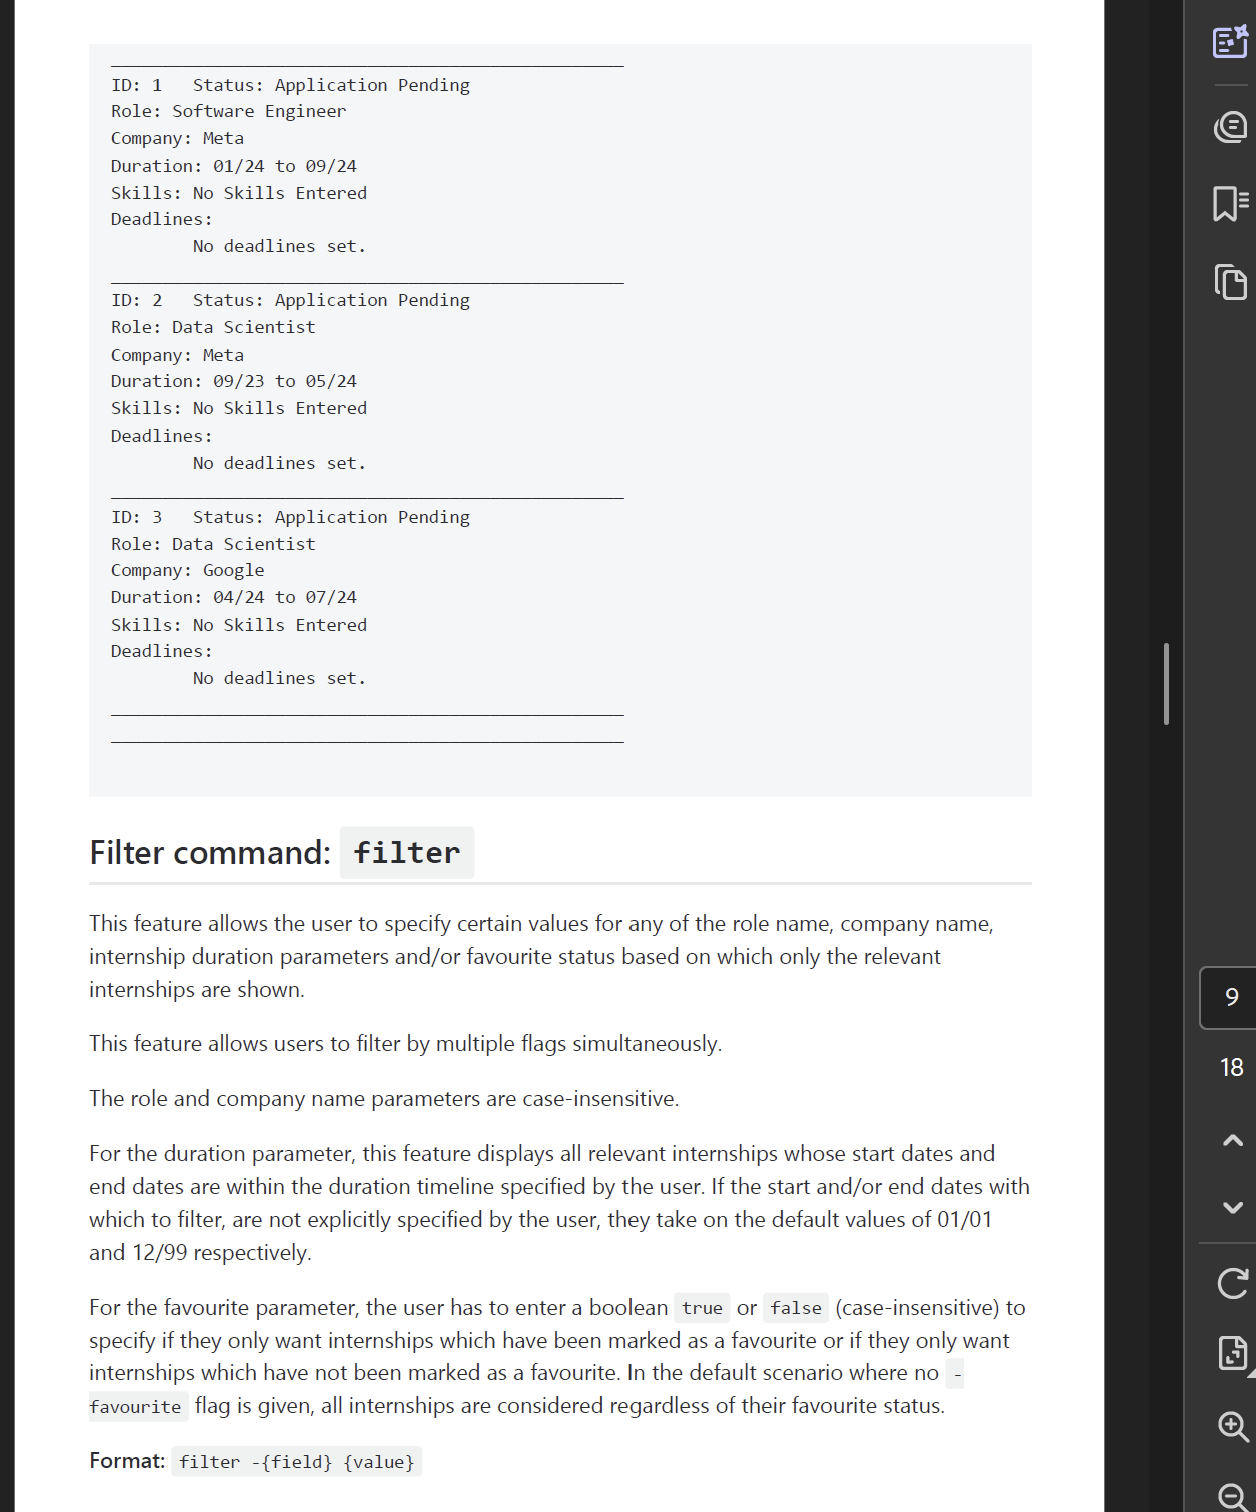 ID: 1   Status: Application Pending
Role: Software Engineer
Company: Meta
Duration: 01/24 to 09/24
Skills: No Skills Entered
Deadlines:
        No deadlines set.
ID: 2   Status: Application Pending
Role: Data Scientist
Company: Meta
Duration: 09/23 to 05/24
Skills: No Skills Entered
Deadlines:
        No deadlines set.
ID: 3   Status: Application Pending
Role: Data Scientist
Company: Google
Duration: 04/24 to 07/24
Skills: No Skills Entered
Deadlines:
        No deadlines set.
Filter command: filter
This feature allows the user to specify certain values for any of the role name, company name,
internship duration parameters and/or favourite status based on which only the relevant
internships are shown.
This feature allows users to filter by multiple flags simultaneously.
The role and company name parameters are case-insensitive.
For the duration parameter, this feature displays all relevant internships whose start dates and
end dates are within the duration timeline specified by the user. If the start and/or end dates with
which to filter, are not explicitly specified by the user, they take on the default values of 01/01
and 12/99 respectively.
For the favourite parameter, the user has to enter a boolean true or false (case-insensitive) to
specify if they only want internships which have been marked as a favourite or if they only want
internships which have not been marked as a favourite. In the default scenario where no -
favourite flag is given, all internships are considered regardless of their favourite status.
Format: filter -{field} {value}
9
18